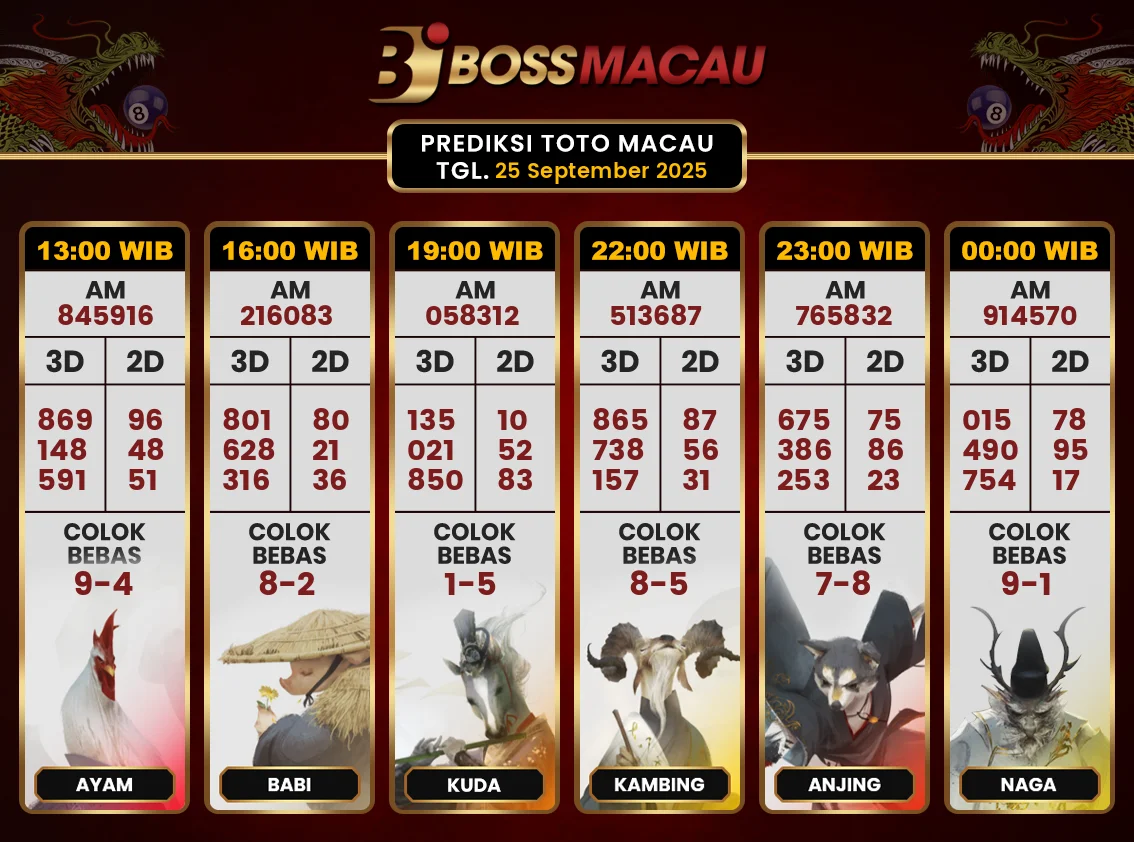 BJ BOSSMACAU
8
8
PREDIKSI TOTO MACAU
TGL. 25 September 2025
13:00 WIB
AM
845916
3D 2D
869 96
148 48
591 51
COLOK
BEBAS
9-4
AYAM
16:00 WIB
AM
216083
3D 2D
801 80
628 21
316 36
COLOK
BEBAS
8-2
BABI
19:00 WIB
AM
058312
3D 2D
135 10
021 52
850 83
COLOK
BEBAS
1-5
KUDA
22:00 WIB
AM
513687
3D 2D
865 87
738 56
157 31
COLOK
BEBAS
8-5
KAMBING
23:00 WIB
AM
765832
3D 2D
675 75
386 86
253 23
COLOK
BEBAS
7-8
ANJING
00:00 WIB
AM
914570
3D 2D
015 78
490 95
754 17
COLOK
BEBAS
9-1
NAGA